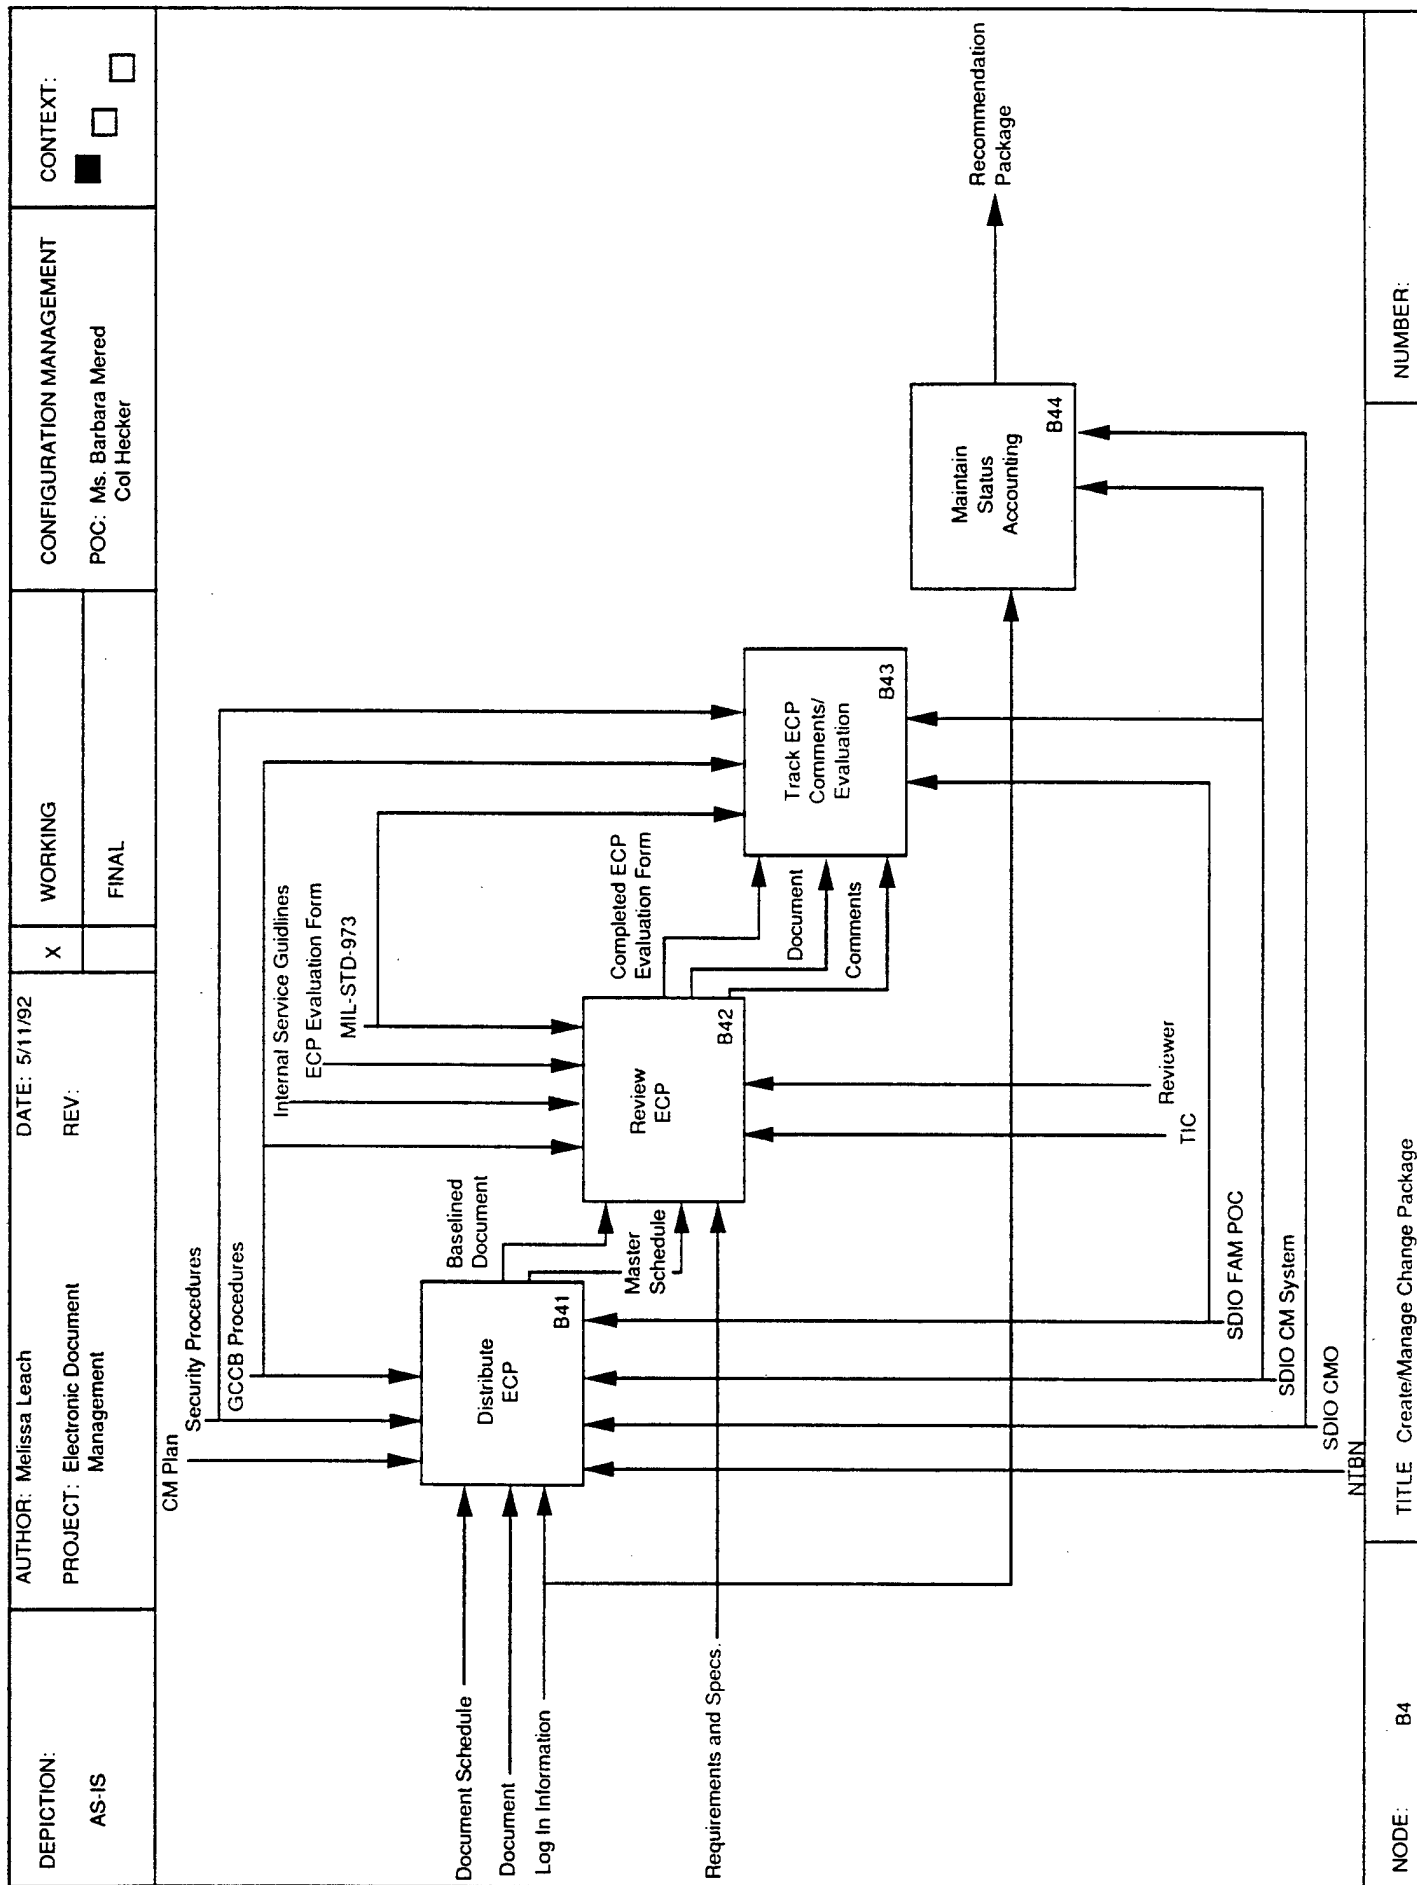 DEPICTION:
AS-IS
AUTHOR: Melissa Leach
PROJECT: Electronic Document
Management
DATE: 5/11/92
REV:
X
WORKING
FINAL
CONFIGURATION MANAGEMENT
POC: Ms. Barbara Mered
Col Hecker
CONTEXT:
CM Plan
Security Procedures
GCCB Procedures
Internal Service Guidlines
ECP Evaluation Form
MIL-STD-973
Document Schedule
Document
Log In Information
Requirements and Specs.
Distribute
ECP
B41
Baselined
Document
Master
Schedule
Review
ECP
B42
Completed ECP
Evaluation Form
Document
Comments
Track ECP
Comments/
Evaluation
B43
Maintain
Status
Accounting
B44
Recommendation
Package
Reviewer
TIC
SDIO FAM POC
SDIO CM System
SDIO CMO
NTBN
NODE:
B4
TITLE Create/Manage Change Package
NUMBER: